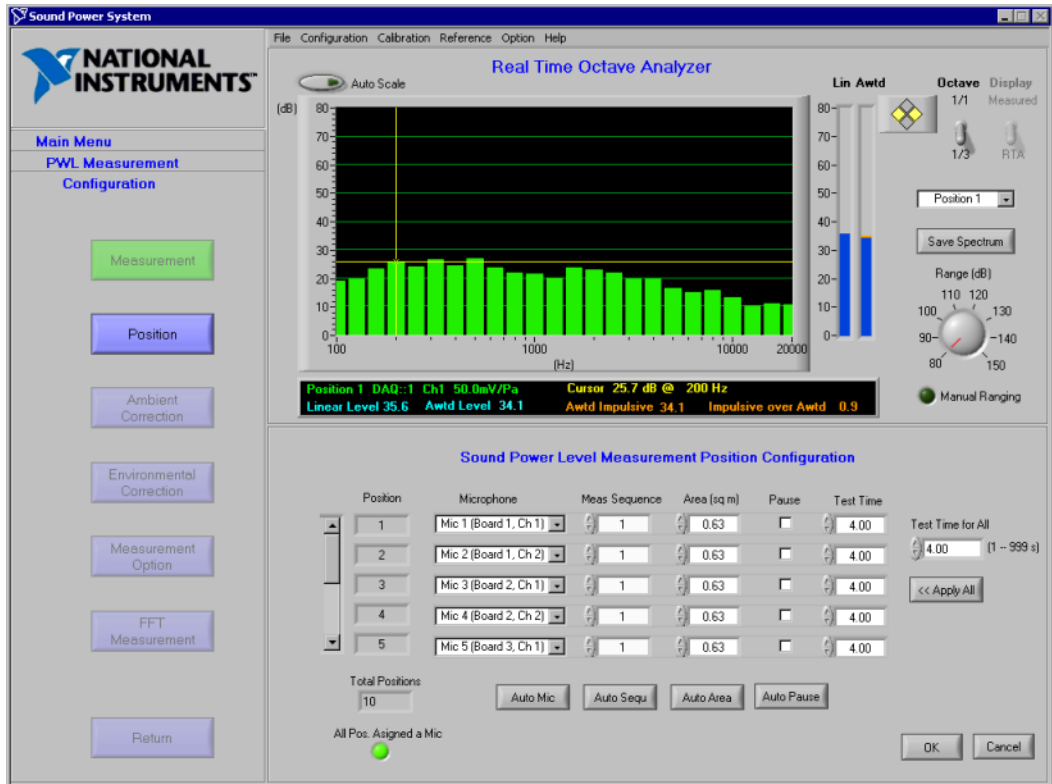 Sound Power System
NATIONAL
INSTRUMENTS™
Main Menu
PWL Measurement
Configuration
Measurement
Position
Ambient
Correction
Environmental
Correction
Measurement
Option
FFT
Measurement
Return
File Configuration Calibration Reference Option Help
Real Time Octave Analyzer
Auto Scale
(dB)
80
70
60
50
40
30
20
10
0
100 1000 10000 20000
(Hz)
Lin Awtd
80
70
60
50
40
30
20
10
0
Octave Display
1/1 Measured
1/3 RTA
Position 1
Save Spectrum
Range (dB)
110 120
100 130
90 140
80 150
Manual Ranging
Position 1 DAQ::1 Ch1 50.0mV/Pa Cursor 25.7 dB @ 200 Hz
Linear Level 35.6 Awtd Level 34.1 Awtd Impulsive 34.1 Impulsive over Awtd 0.9
Sound Power Level Measurement Position Configuration
Position Microphone Meas Sequence Area (sq m) Pause Test Time
1 Mic 1 (Board 1, Ch 1) 1 0.63 4.00
2 Mic 2 (Board 1, Ch 2) 1 0.63 4.00
3 Mic 3 (Board 2, Ch 1) 1 0.63 4.00
4 Mic 4 (Board 2, Ch 2) 1 0.63 4.00
5 Mic 5 (Board 3, Ch 1) 1 0.63 4.00
Test Time for All
4.00 (1 -- 999 s)
<< Apply All
Total Positions
10
Auto Mic Auto Sequ Auto Area Auto Pause
All Pos. Asigned a Mic
OK Cancel